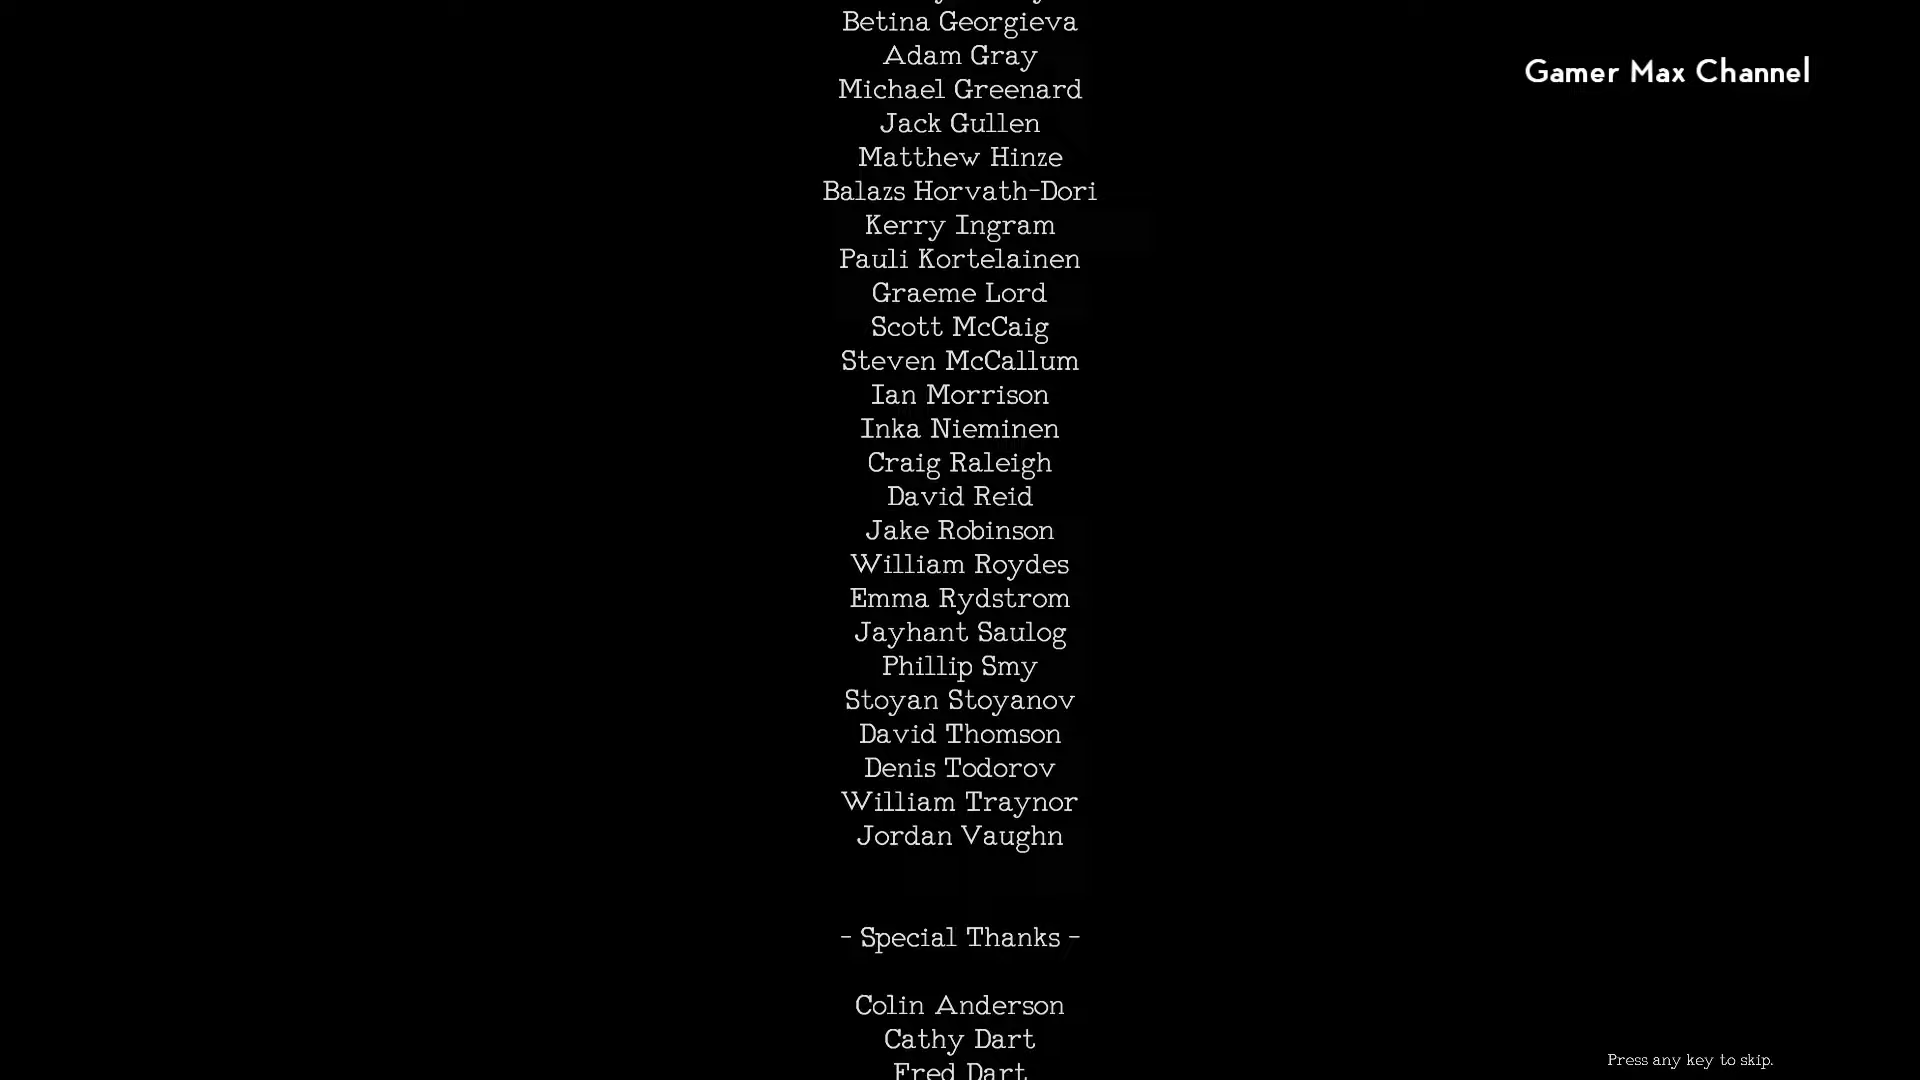 Betina Georgieva
Adam Gray
Michael Greenard
Jack Gullen
Matthew Hinze
Balazs Horvath-Dori
Kerry Ingram
Pauli Kortelainen
Graeme Lord
Scott McCaig
Steven McCallum
Ian Morrison
Inka Nieminen
Craig Raleigh
David Reid
Jake Robinson
William Roydes
Emma Rydstrom
Jayhant Saulog
Phillip Smy
Stoyan Stoyanov
David Thomson
Denis Todorov
William Traynor
Jordan Vaughn
- Special Thanks -
Colin Anderson
Cathy Dart
Fred Dart
Gamer Max Channel
Press any key to skip.